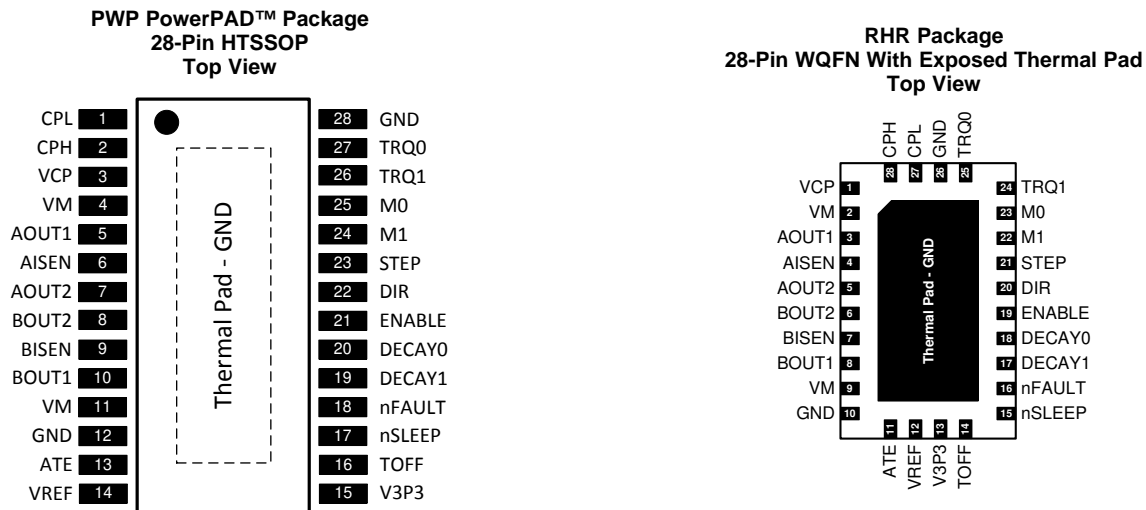 PWP PowerPAD™ Package
28-Pin HTSSOP
Top View
CPL 1
CPH 2
VCP 3
VM 4
AOUT1 5
AISEN 6
AOUT2 7
BOUT2 8
BISEN 9
BOUT1 10
VM 11
GND 12
ATE 13
VREF 14
Thermal Pad - GND
28 GND
27 TRQ0
26 TRQ1
25 M0
24 M1
23 STEP
22 DIR
21 ENABLE
20 DECAY0
19 DECAY1
18 nFAULT
17 nSLEEP
16 TOFF
15 V3P3
RHR Package
28-Pin WQFN With Exposed Thermal Pad
Top View
CPH 28
CPL 27
GND 26
TRQ0 25
VCP 1
VM 2
AOUT1 3
AISEN 4
AOUT2 5
BOUT2 6
BISEN 7
BOUT1 8
VM 9
GND 10
Thermal Pad - GND
24 TRQ1
23 M0
22 M1
21 STEP
20 DIR
19 ENABLE
18 DECAY0
17 DECAY1
16 nFAULT
15 nSLEEP
ATE 11
VREF 12
V3P3 13
TOFF 14